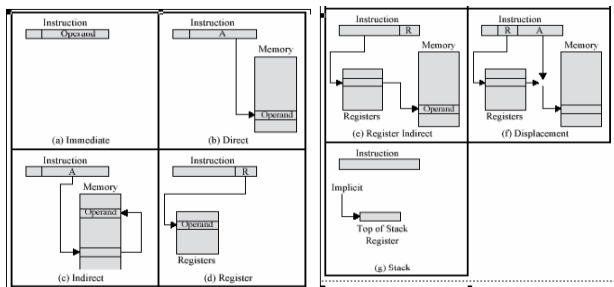 Instruction
Operand
(a) Immediate
Instruction
A
Memory
Operand
(b) Direct
Instruction
A
Memory
Operand
(c) Indirect
Instruction
R
Operand
Registers
(d) Register
Instruction
R
Memory
Operand
Registers
(e) Register Indirect
Instruction
R A
Memory
Registers
(f) Displacement
Instruction
Implicit
Top of Stack
Register
(g) Stack